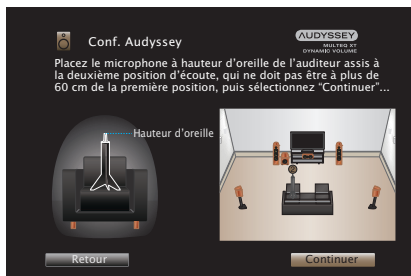 Conf. Audyssey
AUDYSSEY
MULTEQ XT
DYNAMIC VOLUME
Placez le microphone à hauteur d’oreille de l’auditeur assis à
la deuxième position d’écoute, qui ne doit pas être à plus de
60 cm de la première position, puis sélectionnez “Continuer”...
Hauteur d’oreille
Retour
Continuer